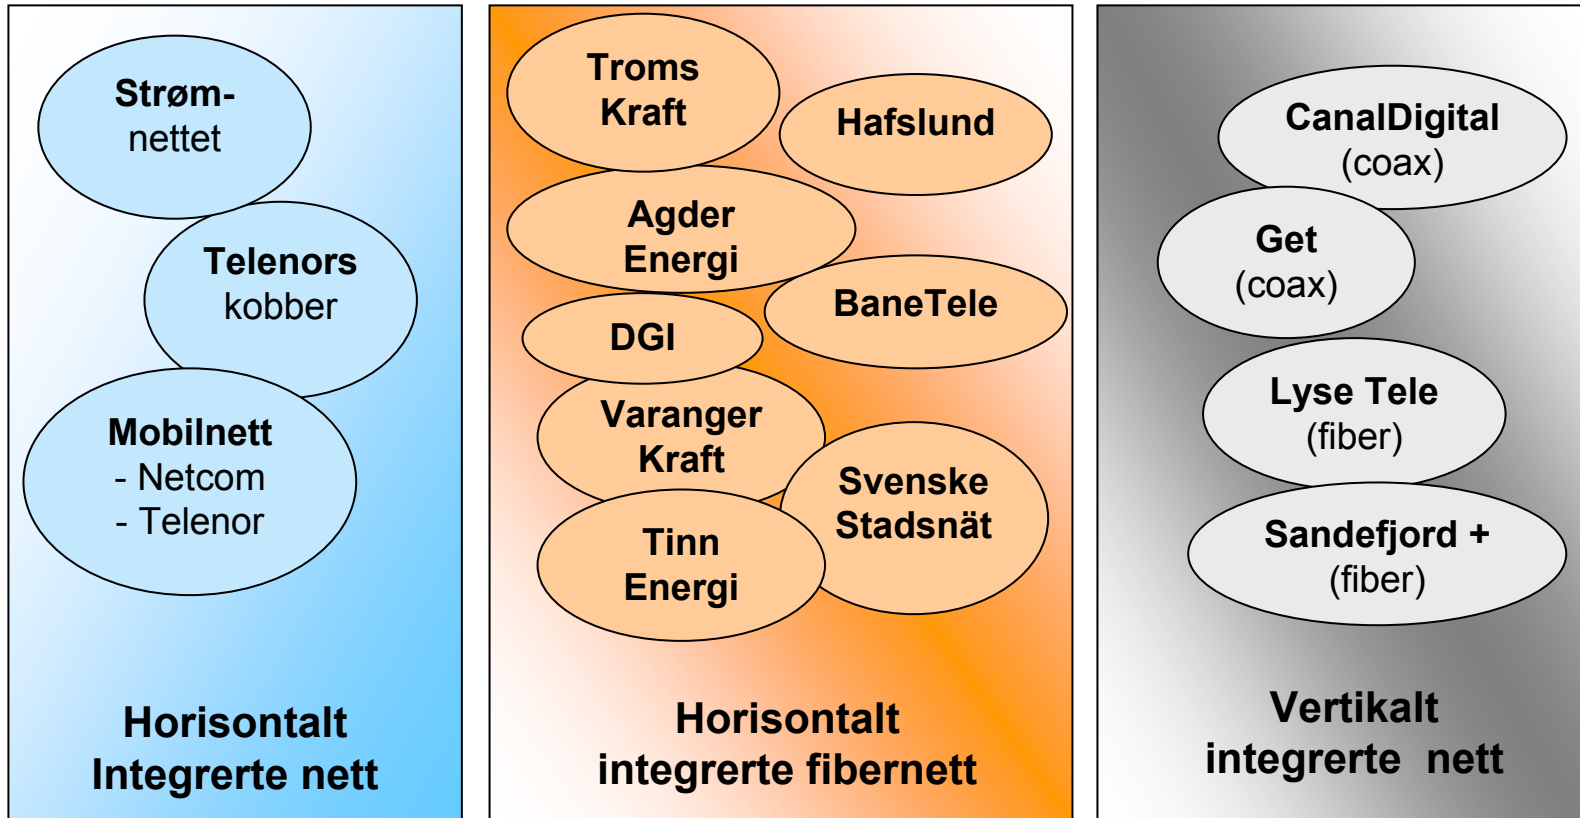 Strøm-
nettet
Telenors
kobber
Mobilnett
- Netcom
- Telenor
Horisontalt
Integrerte nett
Troms
Kraft
Hafslund
Agder
Energi
BaneTele
DGI
Varanger
Kraft
Svenske
Stadsnät
Tinn
Energi
Horisontalt
integrerte fibernett
CanalDigital
(coax)
Get
(coax)
Lyse Tele
(fiber)
Sandefjord +
(fiber)
Vertikalt
integrerte nett